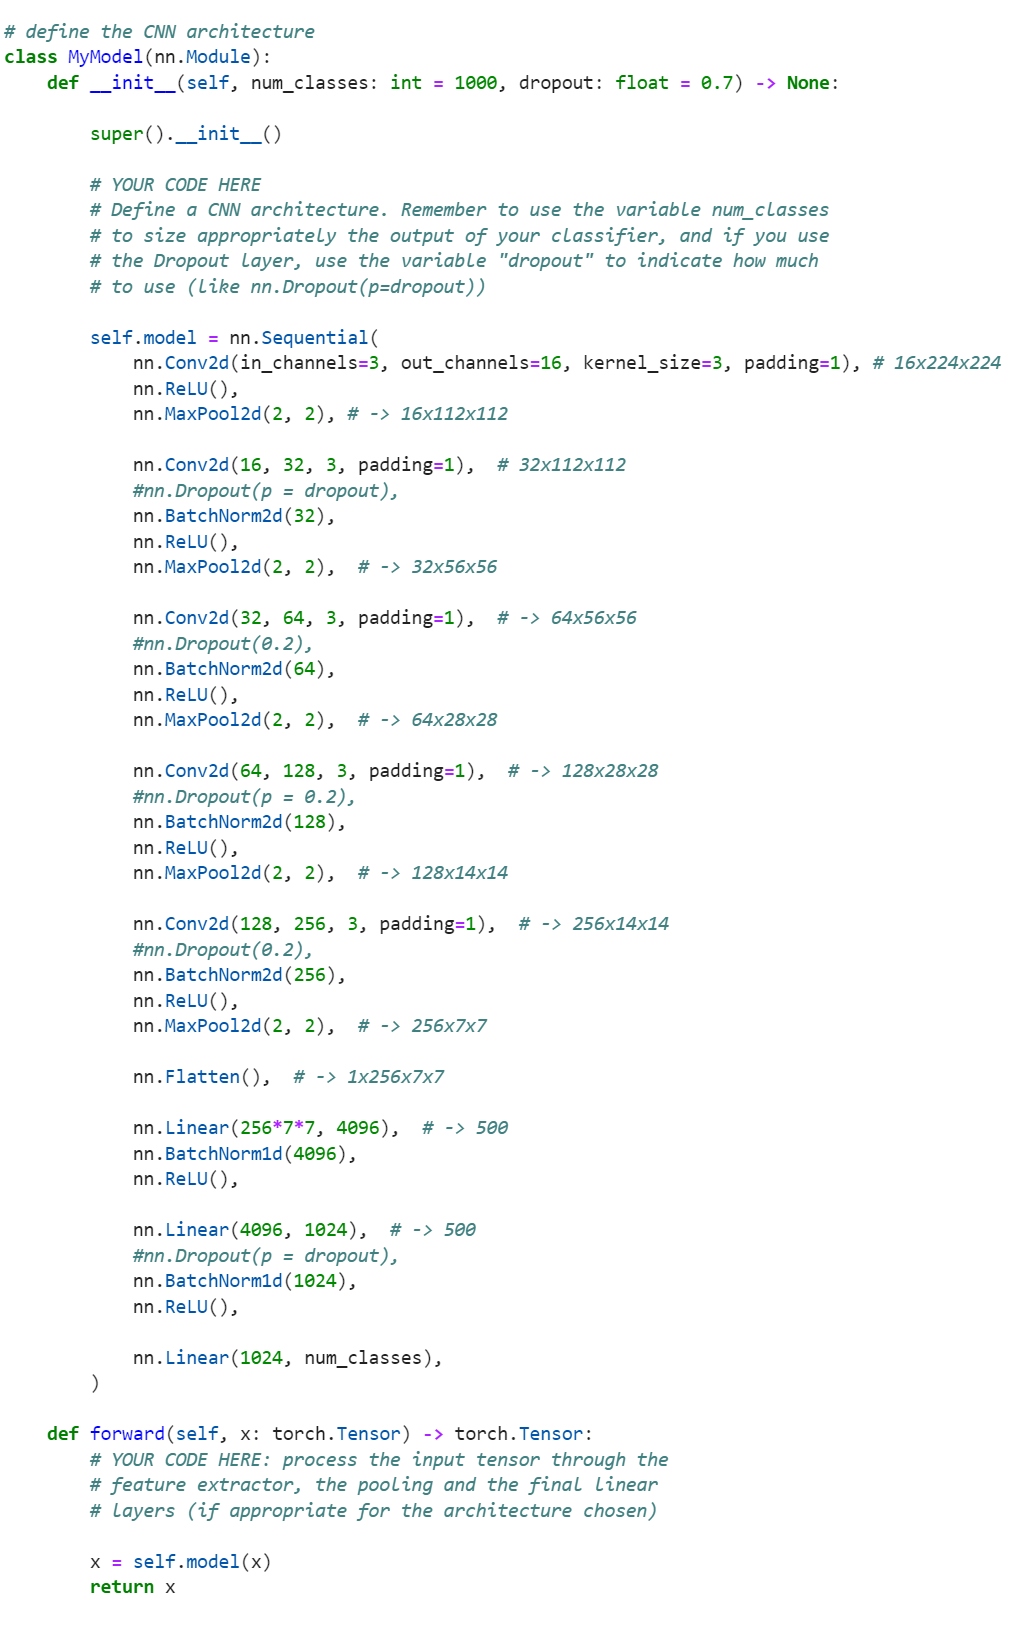 # define the CNN architecture
class MyModel(nn.Module):
    def __init__(self, num_classes: int = 1000, dropout: float = 0.7) -> None:

        super().__init__()

        # YOUR CODE HERE
        # Define a CNN architecture. Remember to use the variable num_classes
        # to size appropriately the output of your classifier, and if you use
        # the Dropout layer, use the variable "dropout" to indicate how much
        # to use (like nn.Dropout(p=dropout))

        self.model = nn.Sequential(
            nn.Conv2d(in_channels=3, out_channels=16, kernel_size=3, padding=1), # 16x224x224
            nn.ReLU(),
            nn.MaxPool2d(2, 2), # -> 16x112x112

            nn.Conv2d(16, 32, 3, padding=1),  # 32x112x112
            #nn.Dropout(p = dropout),
            nn.BatchNorm2d(32),
            nn.ReLU(),
            nn.MaxPool2d(2, 2),  # -> 32x56x56

            nn.Conv2d(32, 64, 3, padding=1),  # -> 64x56x56
            #nn.Dropout(0.2),
            nn.BatchNorm2d(64),
            nn.ReLU(),
            nn.MaxPool2d(2, 2),  # -> 64x28x28

            nn.Conv2d(64, 128, 3, padding=1),  # -> 128x28x28
            #nn.Dropout(p = 0.2),
            nn.BatchNorm2d(128),
            nn.ReLU(),
            nn.MaxPool2d(2, 2),  # -> 128x14x14

            nn.Conv2d(128, 256, 3, padding=1),  # -> 256x14x14
            #nn.Dropout(0.2),
            nn.BatchNorm2d(256),
            nn.ReLU(),
            nn.MaxPool2d(2, 2),  # -> 256x7x7

            nn.Flatten(),  # -> 1x256x7x7

            nn.Linear(256*7*7, 4096),  # -> 500
            nn.BatchNorm1d(4096),
            nn.ReLU(),

            nn.Linear(4096, 1024),  # -> 500
            #nn.Dropout(p = dropout),
            nn.BatchNorm1d(1024),
            nn.ReLU(),

            nn.Linear(1024, num_classes),
        )

    def forward(self, x: torch.Tensor) -> torch.Tensor:
        # YOUR CODE HERE: process the input tensor through the
        # feature extractor, the pooling and the final linear
        # layers (if appropriate for the architecture chosen)

        x = self.model(x)
        return x